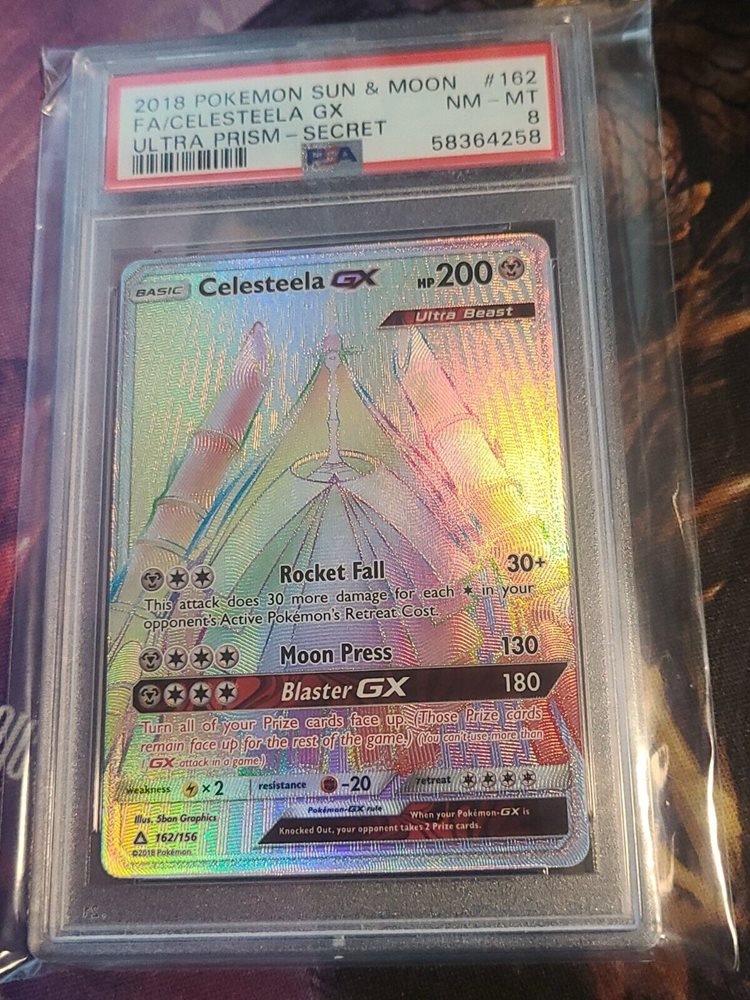 2018 POKEMON SUN & MOON #162
FA/CELESTEELA GX NM - MT
ULTRA PRISM - SECRET 8
PSA 58364258
BASIC Celesteela GX HP 200
Ultra Beast
Rocket Fall 30+
This attack does 30 more damage for each in your
opponent's Active Pokémon's Retreat Cost.
Moon Press 130
Blaster GX 180
Turn all of your Prize cards face up. (Those Prize cards
remain face up for the rest of the game.) (You can't use more than
1 GX attack in a game.)
weakness ×2 resistance -20 retreat
Pokémon-GX rule When your Pokémon-GX is
Knocked Out, your opponent takes 2 Prize cards.
Illus. 5ban Graphics
162/156
©2018 Pokémon